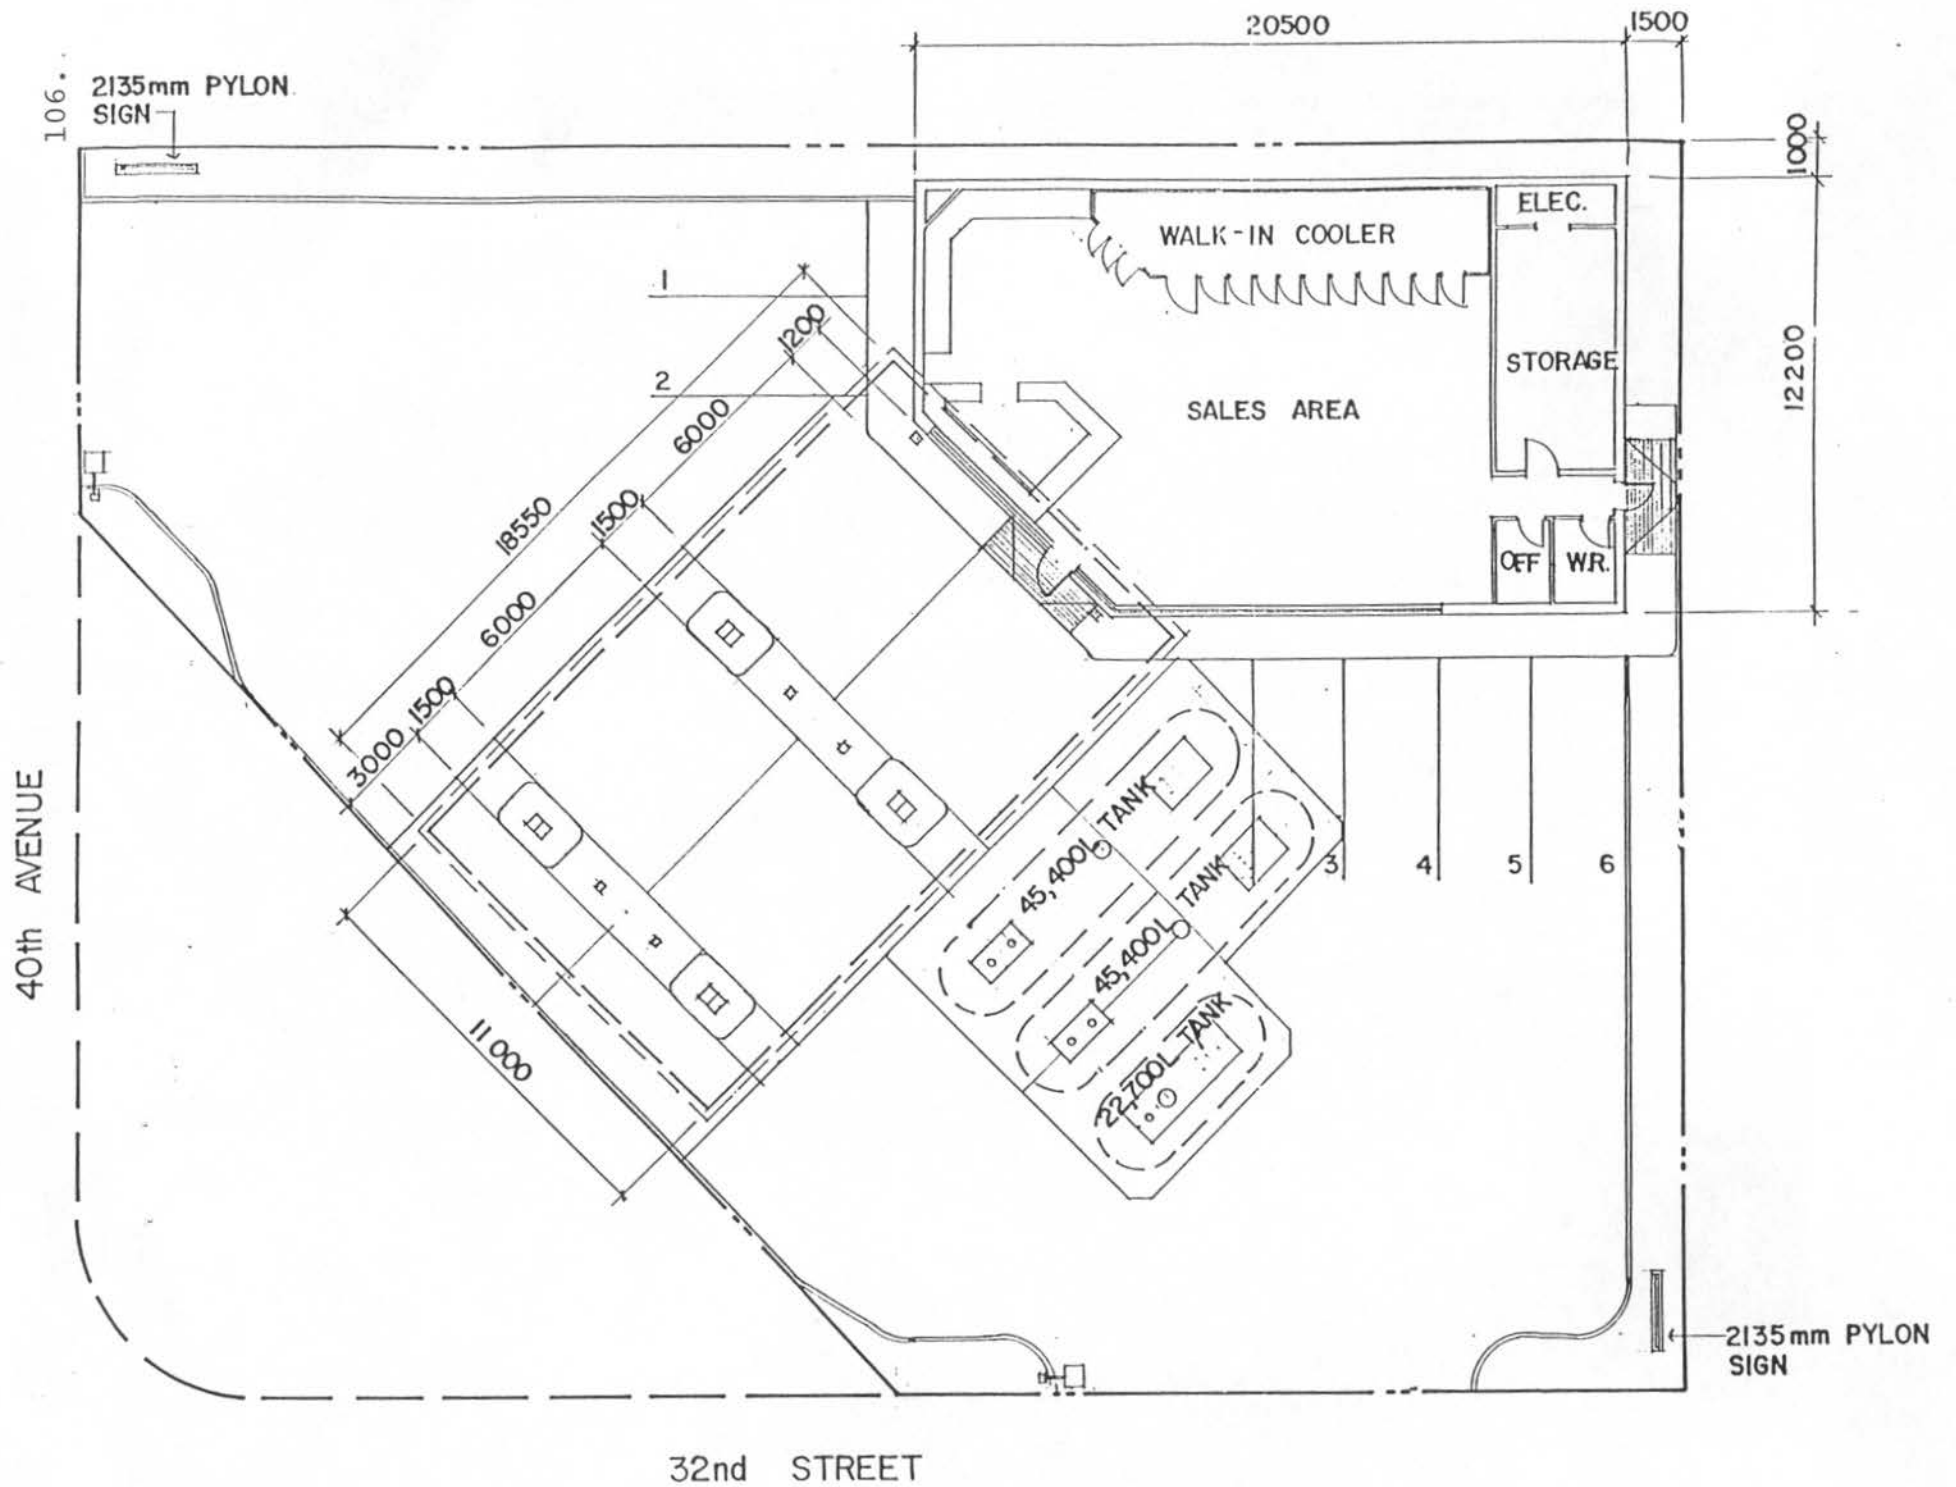 20500
1500
106..
2135mm PYLON
SIGN
1000
ELEC.
WALK-IN COOLER
1
1200
STORAGE
12200
2
SALES AREA
6000
18550
1500
OFF
W.R.
6000
1500
3000
45,400L TANK
3
4
5
6
45,400L TANK
40th AVENUE
22,700L TANK
11 000
2135mm PYLON
SIGN
32nd STREET